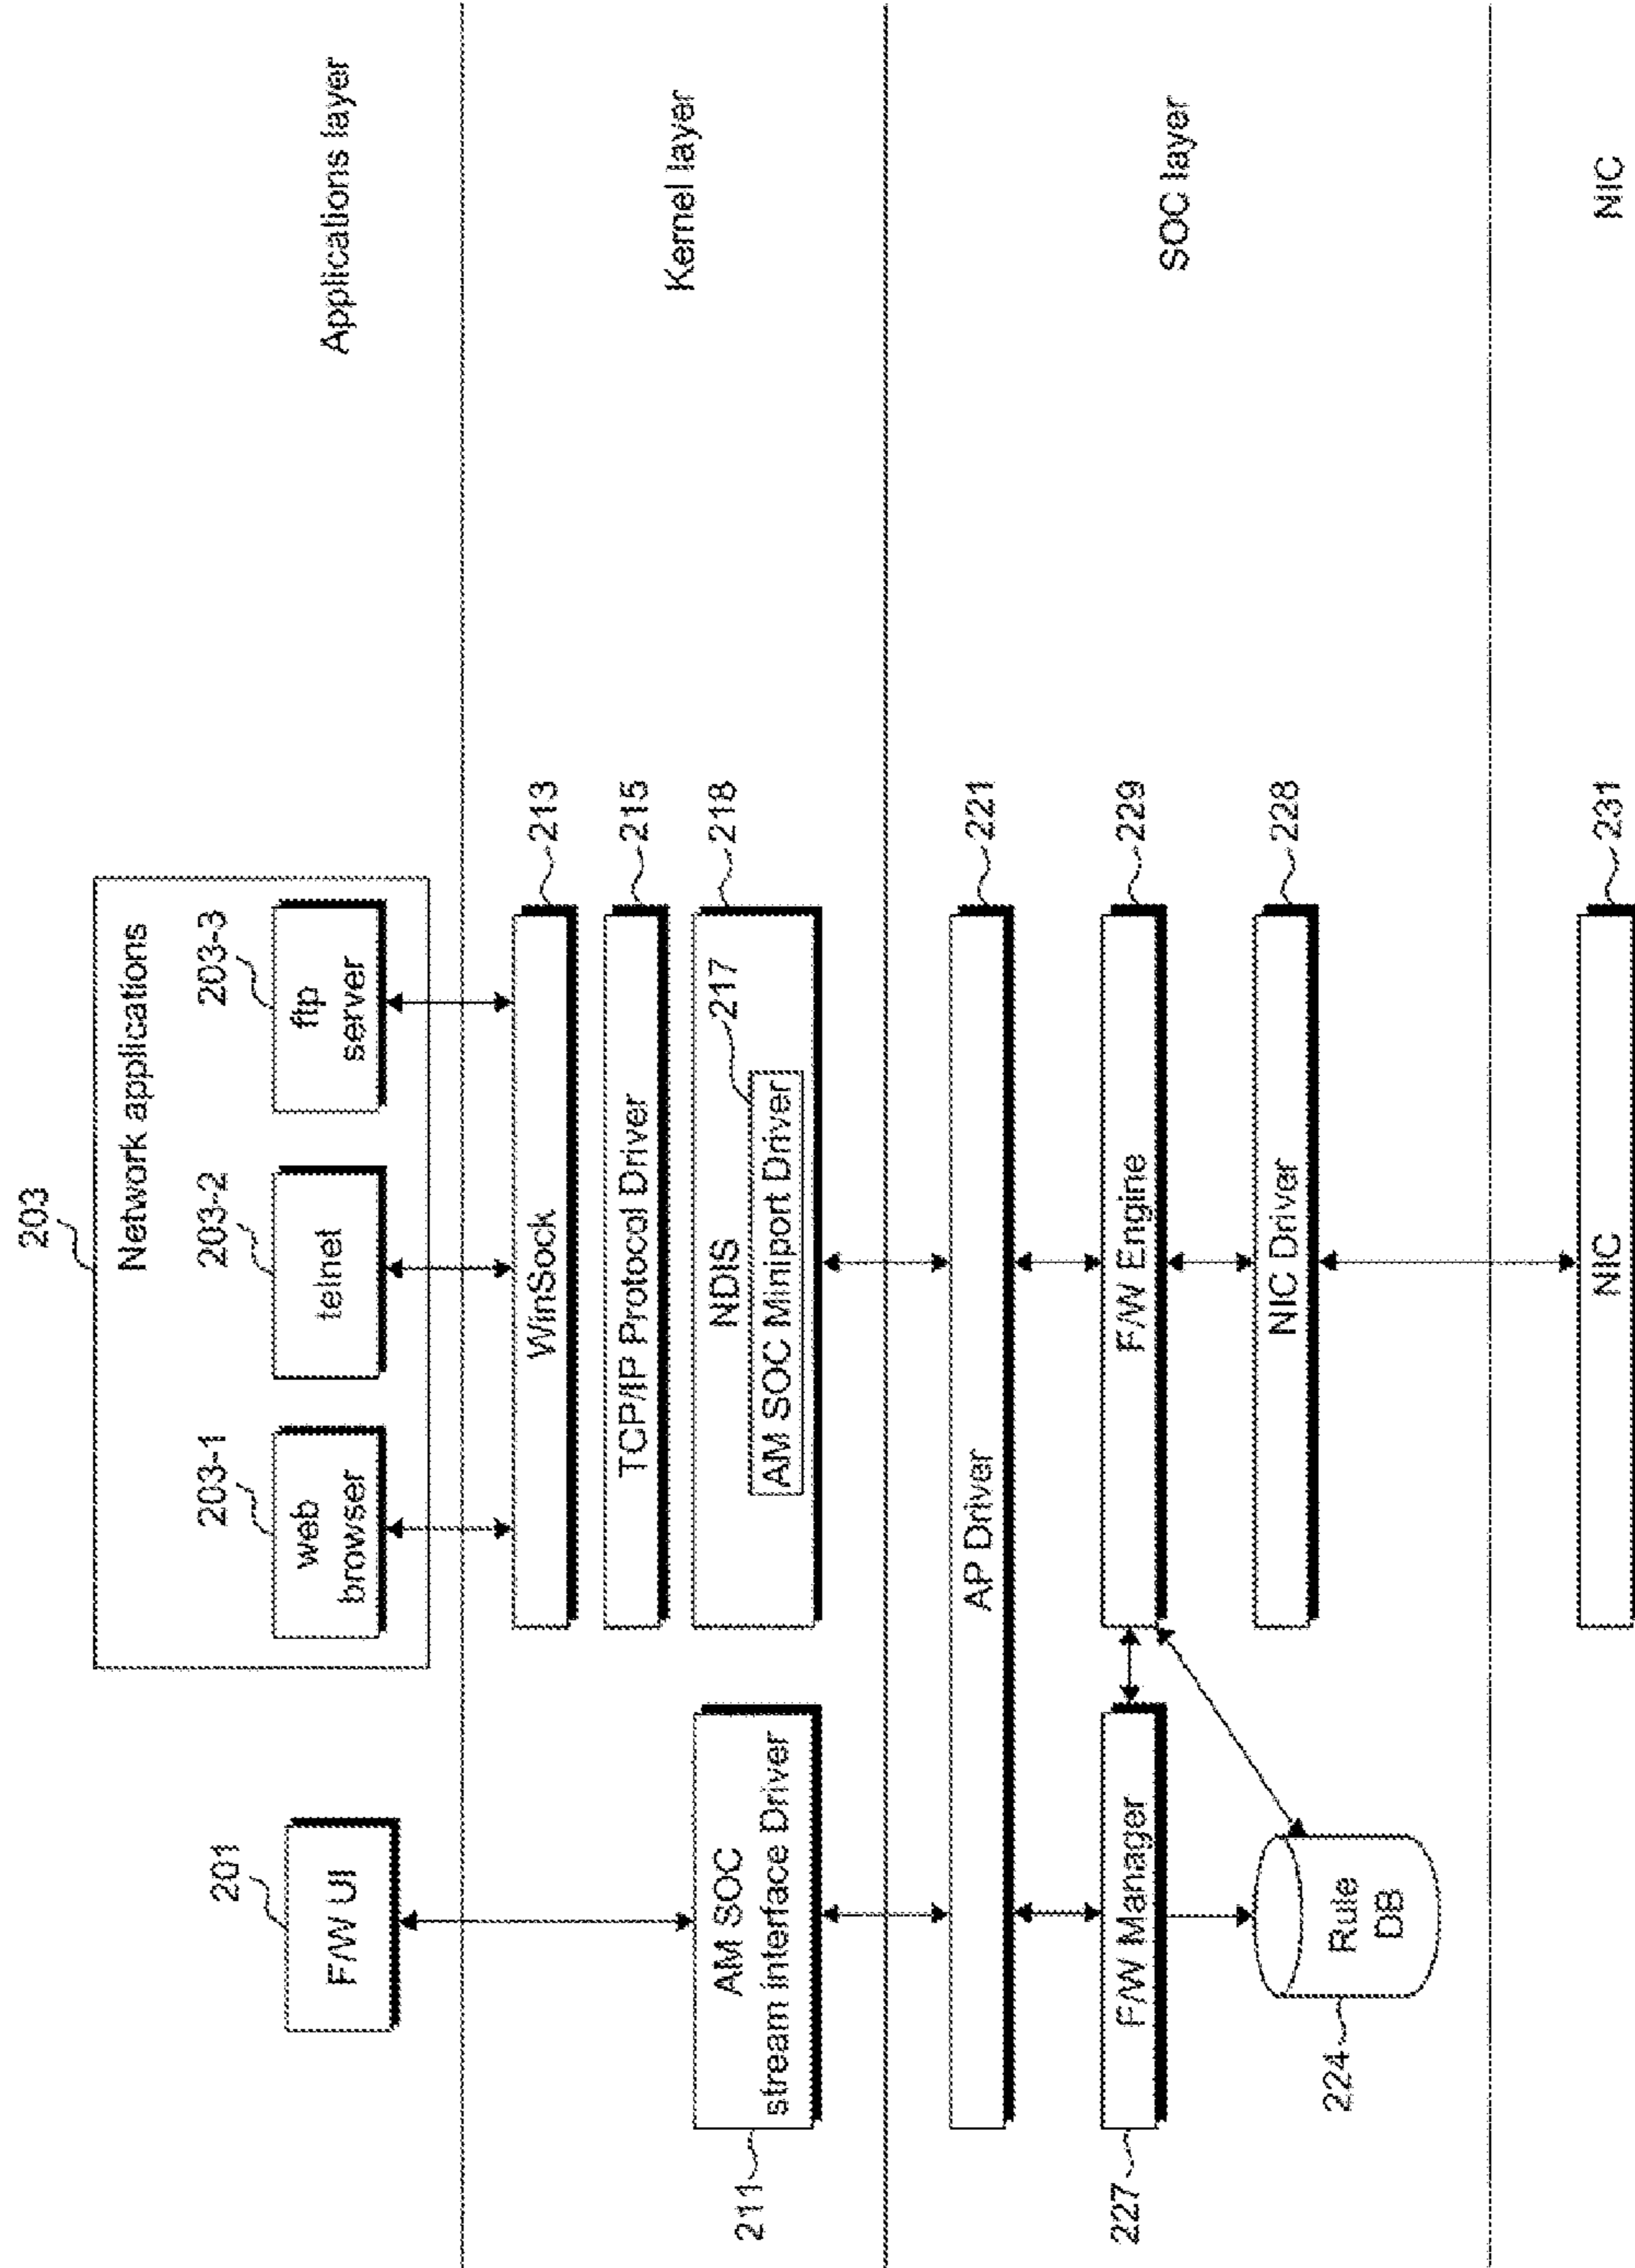 203
Network applications
203-1
203-2
203-3
201
F/W UI
web
browser
telnet
ftp
server
Applications layer
WinSock
213
TCP/IP Protocol Driver
215
Kernel layer
211
AM SOC
stream interface Driver
NDIS
217
AM SOC Miniport Driver
218
AP Driver
221
227
F/W Manager
F/W Engine
229
SOC layer
224
Rule
DB
NIC Driver
228
NIC
231
NIC